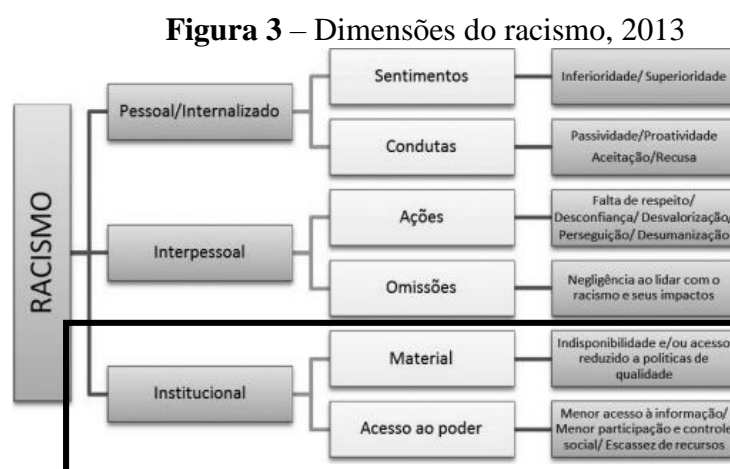 Figura 3 – Dimensões do racismo, 2013
RACISMO
Pessoal/Internalizado
Sentimentos
Inferioridade/ Superioridade
Condutas
Passividade/Proatividade
Aceitação/Recusa
Interpessoal
Ações
Falta de respeito/
Desconfiança/ Desvalorização/
Perseguição/ Desumanização
Omissões
Negligência ao lidar com o
racismo e seus impactos
Institucional
Material
Indisponibilidade e/ou acesso
reduzido a políticas de
qualidade
Acesso ao poder
Menor acesso à informação/
Menor participação e controle
social/ Escassez de recursos